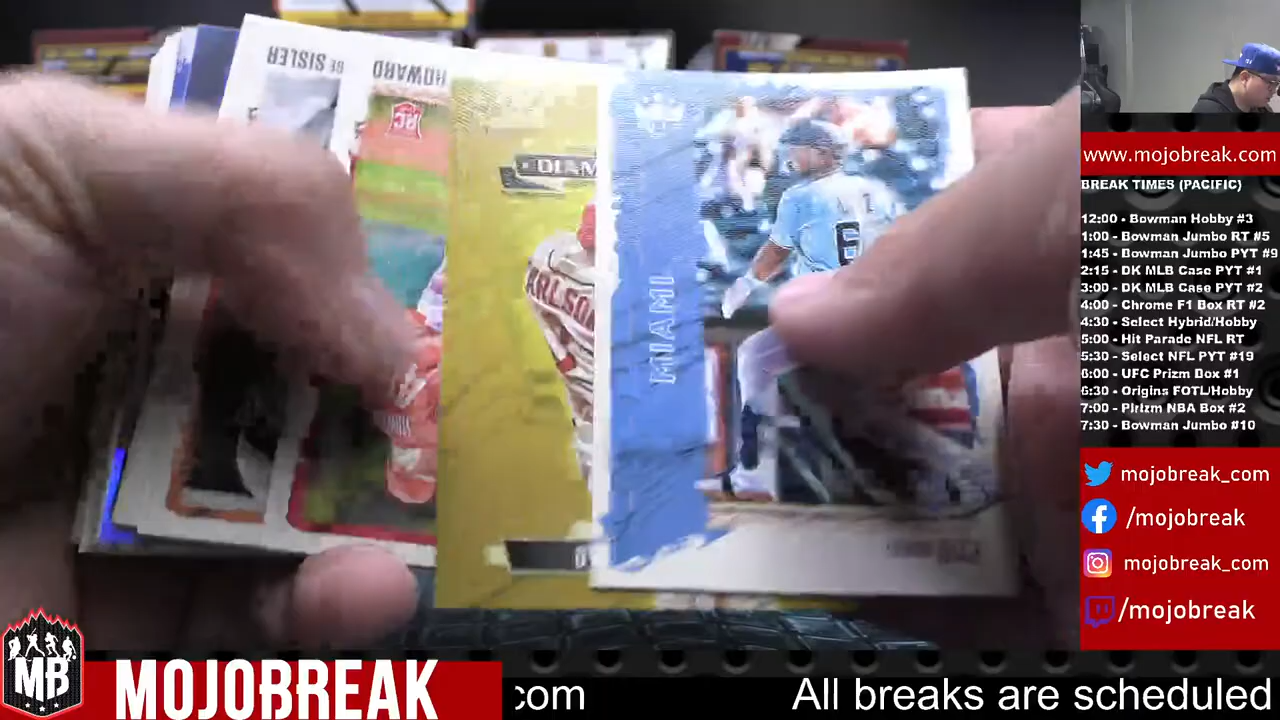 SISLER
HOWARD
RC
DIAM
ARLSO
MIAMI
6
www.mojobreak.com
BREAK TIMES (PACIFIC)
12:00 • Bowman Hobby #3
1:00 - Bowman Jumbo RT #5
1:45 - Bowman Jumbo PYT #9
2:15 - DK MLB Case PYT #1
3:00 - DK MLB Case PYT #2
4:00 - Chrome F1 Box RT #2
4:30 - Select Hybrid/Hobby
5:00 - Hit Parade NFL RT
5:30 - Select NFL PYT #19
6:00 - UFC Prizm Box #1
6:30 - Origins FOTL/Hobby
7:00 - Pirizm NBA Box #2
7:30 - Bowman Jumbo #10
mojobreak_com
/mojobreak
mojobreak_com
/mojobreak
MB
MOJOBREAK
.com
All breaks are scheduled